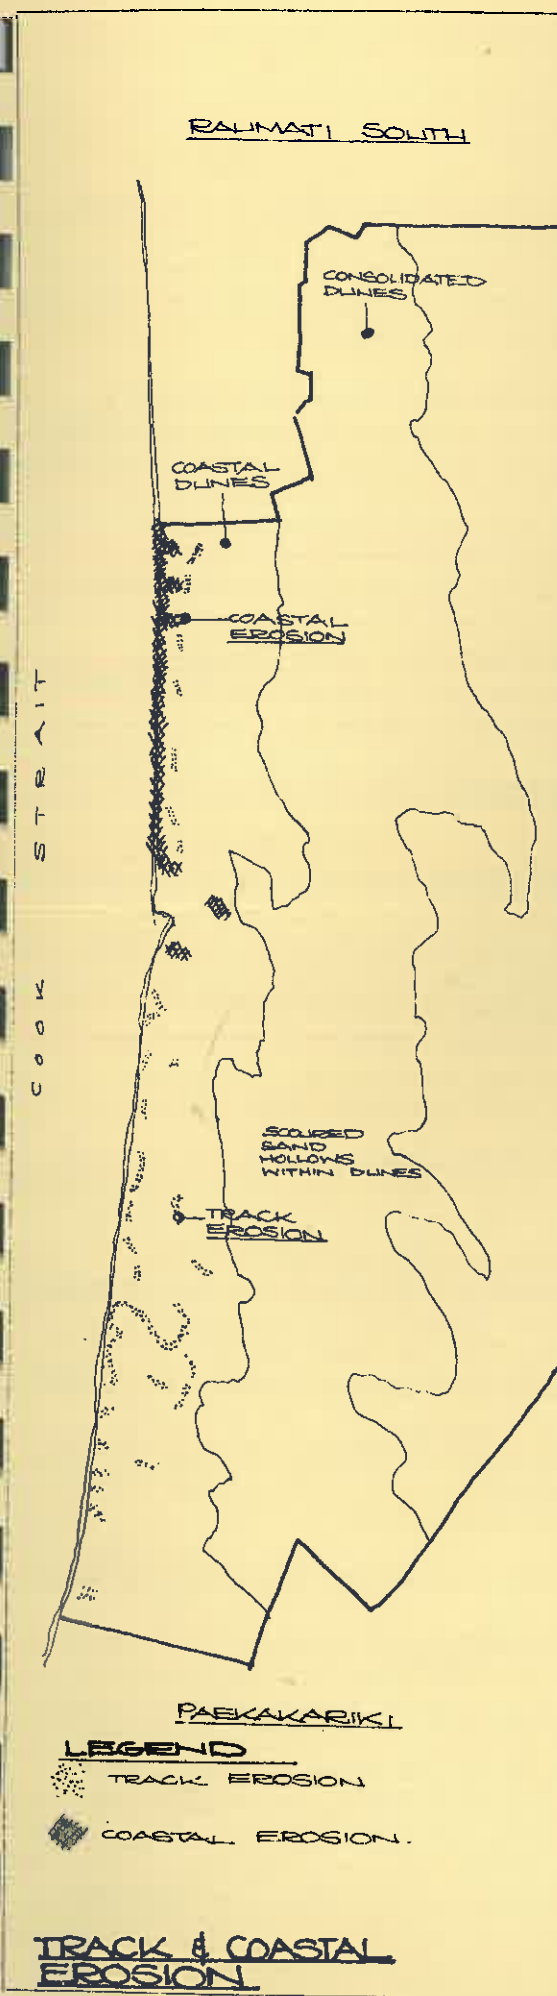 RAUMATI SOUTH
CONSOLIDATED
DUNES
COASTAL
DUNES
COASTAL
EROSION
COOK STRAIT
SCOURED
SAND
HOLLOWS
WITHIN DUNES
TRACK
EROSION
PAEKAKARIKI
LEGEND
TRACK EROSION
COASTAL EROSION.
TRACK & COASTAL
EROSION